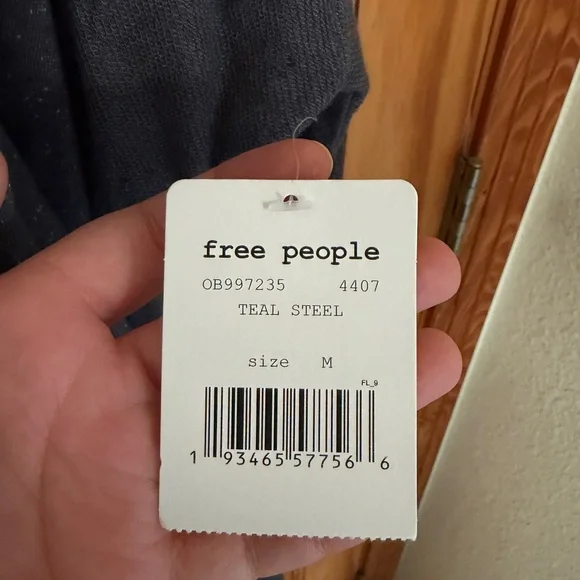 free people
OB997235 4407
TEAL STEEL
size M
FL_9
1 93465 57756 6